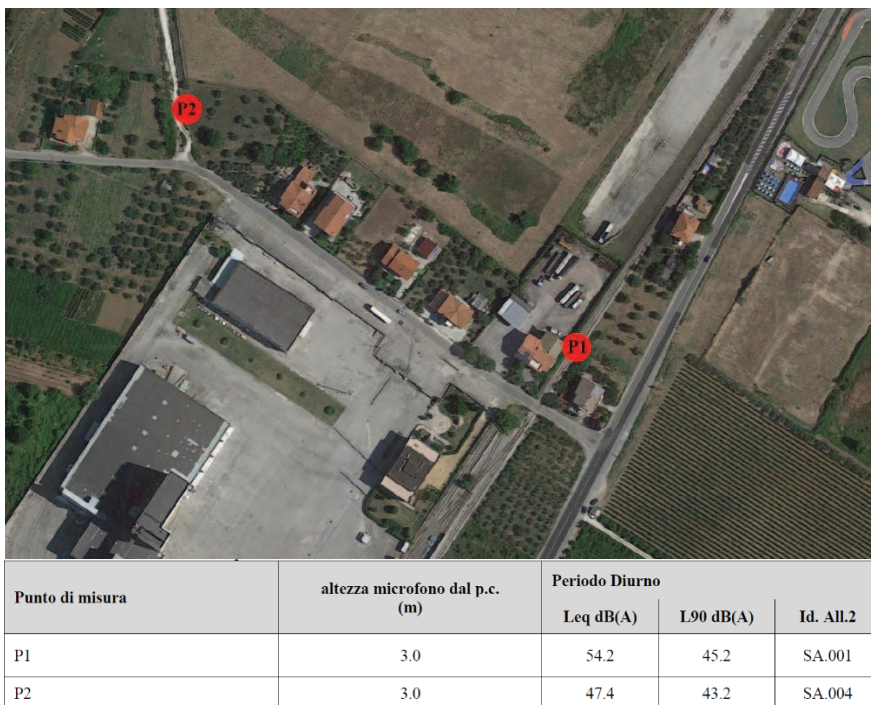 P2
P1
Punto di misura
altezza microfono dal p.c.
(m)
Periodo Diurno
Leq dB(A) L90 dB(A) Id. All.2
P1 3.0 54.2 45.2 SA.001
P2 3.0 47.4 43.2 SA.004